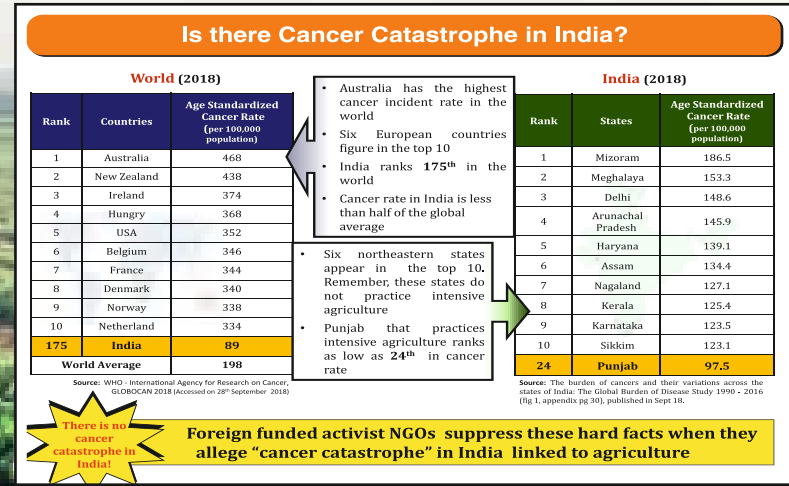 Is there Cancer Catastrophe in India?
World (2018)
Rank Countries Age Standardized Cancer Rate (per 100,000 population)
1 Australia 468
2 New Zealand 438
3 Ireland 374
4 Hungry 368
5 USA 352
6 Belgium 346
7 France 344
8 Denmark 340
9 Norway 338
10 Netherland 334
175 India 89
World Average 198
Source: WHO - International Agency for Research on Cancer,
GLOBOCAN 2018 (Accessed on 28th September 2018)
• Australia has the highest
cancer incident rate in the
world
• Six European countries
figure in the top 10
• India ranks 175th in the
world
• Cancer rate in India is less
than half of the global
average
• Six northeastern states
appear in the top 10.
Remember, these states do
not practice intensive
agriculture
• Punjab that practices
intensive agriculture ranks
as low as 24th in cancer
rate
India (2018)
Rank States Age Standardized Cancer Rate (per 100,000 population)
1 Mizoram 186.5
2 Meghalaya 153.3
3 Delhi 148.6
4 Arunachal Pradesh 145.9
5 Haryana 139.1
6 Assam 134.4
7 Nagaland 127.1
8 Kerala 125.4
9 Karnataka 123.5
10 Sikkim 123.1
24 Punjab 97.5
Source: The burden of cancers and their variations across the
states of India: The Global Burden of Disease Study 1990 - 2016
(fig 1, appendix pg 30), published in Sept 18.
There is no
cancer
catastrophe in
India!
Foreign funded activist NGOs suppress these hard facts when they
allege “cancer catastrophe” in India linked to agriculture